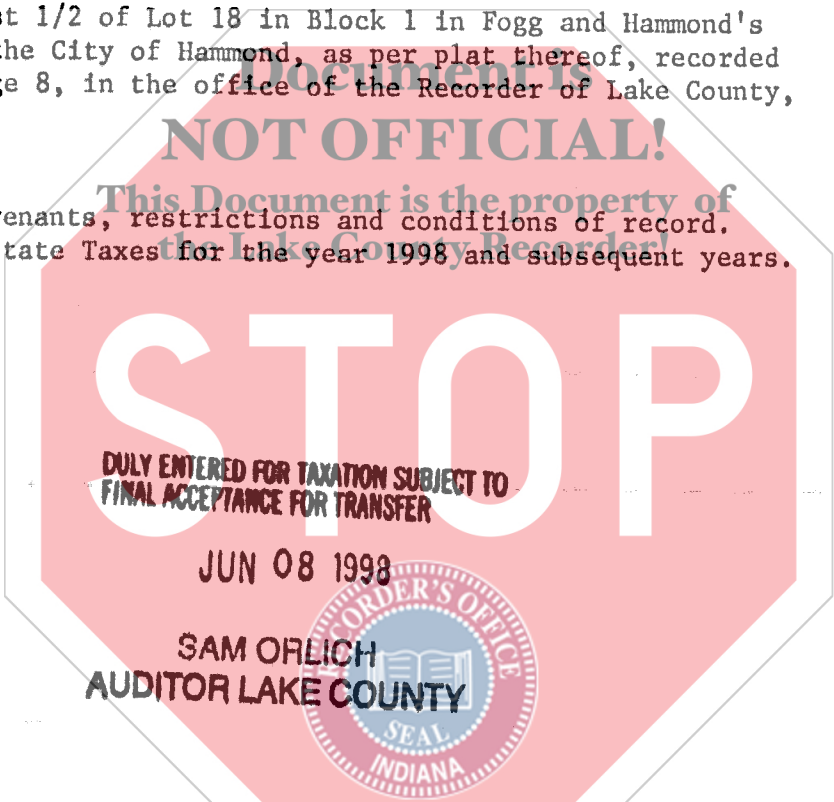 st 1/2 of Lot 18 in Block 1 in Fogg and Hammond's
the City of Hammond, as per plat thereof, recorded
Document is
e 8, in the office of the Recorder of Lake County,
NOT OFFICIAL!
This Document is the property of
venants, restrictions and conditions of record.
the Lake County Recorder!
tate Taxes for the year 1998 and subsequent years.
STOP
DULY ENTERED FOR TAXATION SUBJECT TO
FINAL ACCEPTANCE FOR TRANSFER
JUN 08 1998
RECORDER'S OFFICE
SAM ORLICH
AUDITOR LAKE COUNTY
SEAL
INDIANA